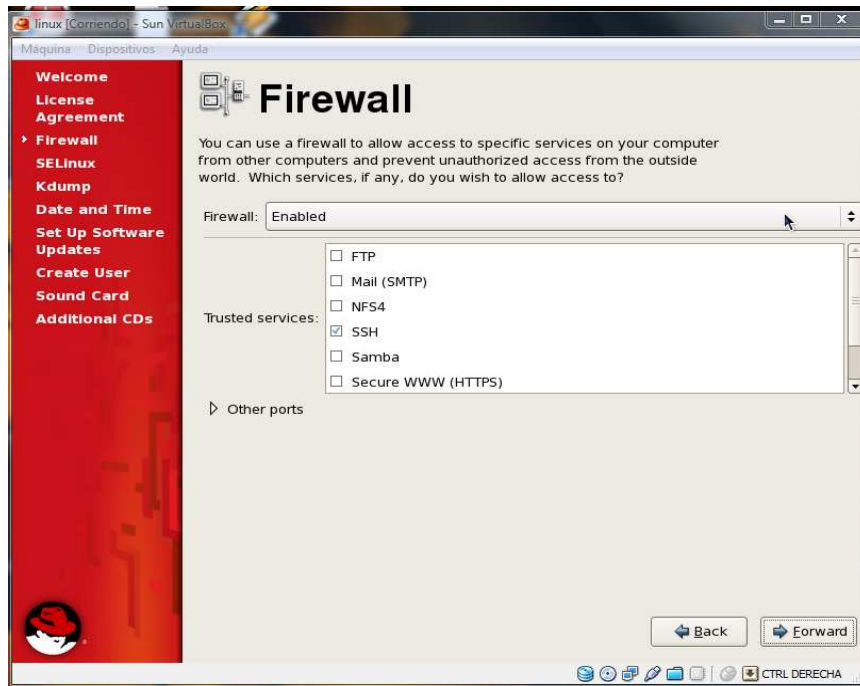 linux [Corriendo] - Sun VirtualBox
Máquina Dispositivos Ayuda
Welcome
License
Agreement
Firewall
SELinux
Kdump
Date and Time
Set Up Software
Updates
Create User
Sound Card
Additional CDs
Firewall
You can use a firewall to allow access to specific services on your computer
from other computers and prevent unauthorized access from the outside
world. Which services, if any, do you wish to allow access to?
Firewall: Enabled
Trusted services:
FTP
Mail (SMTP)
NFS4
SSH
Samba
Secure WWW (HTTPS)
Other ports
Back
Forward
CTRL DERECHA